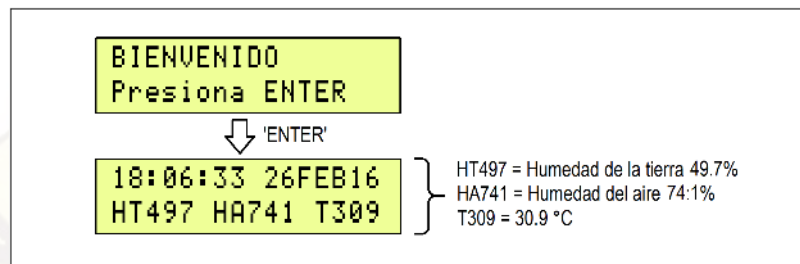 BIENVENIDO
Presiona ENTER
'ENTER'
18:06:33 26FEB16
HT497 HA741 T309
HT497 = Humedad de la tierra 49.7%
HA741 = Humedad del aire 74:1%
T309 = 30.9 °C